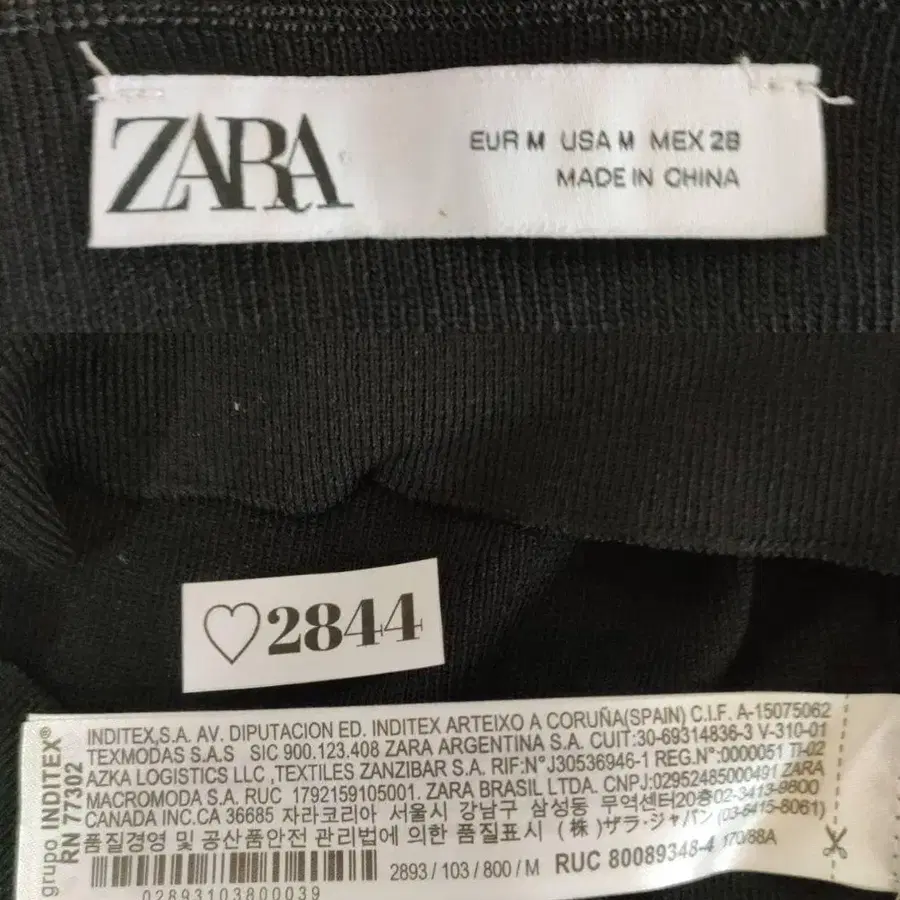 ZARA
EUR M USA M MEX 28
MADE IN CHINA
♡2844
grupo INDITEX®
RN 77302
INDITEX,S.A. AV. DIPUTACION ED. INDITEX ARTEIXO A CORUÑA(SPAIN) C.I.F. A-15075062
TEXMODAS S.A.S SIC 900.123.408 ZARA ARGENTINA S.A. CUIT:30-69314836-3 V-310-01
AZKA LOGISTICS LLC ,TEXTILES ZANZIBAR S.A. RIF:N°J30536946-1 REG.N°:0000051 TI-02
MACROMODA S.A. RUC 1792159105001. ZARA BRASIL LTDA. CNPJ:02952485000491 ZARA
CANADA INC.CA 36685 자라코리아 서울시 강남구 삼성동 무역센터20층02-3413-9800
품질경영 및 공산품안전 관리법에 의한 품질표시 (株)ザラ・ジャパン (03-6415-8061)
2893 / 103 / 800 / M RUC 80089348-4 170/88A
02893103800039